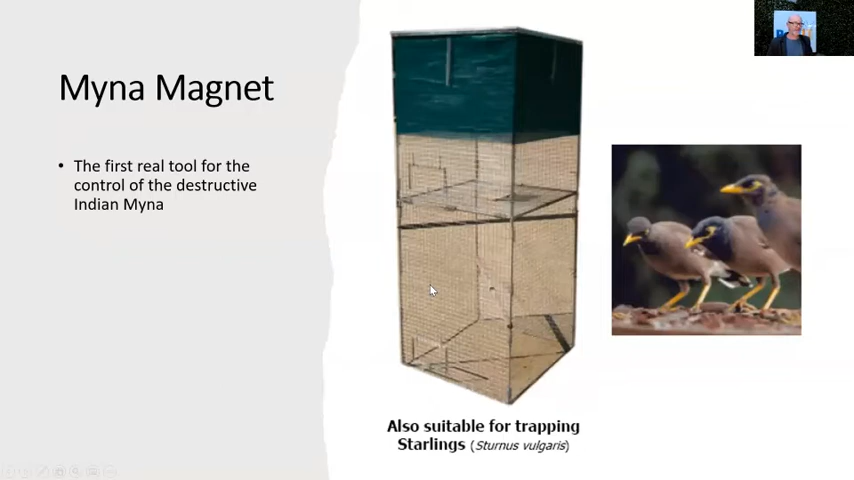 Myna Magnet
• The first real tool for the
control of the destructive
Indian Myna
Also suitable for trapping
Starlings (Sturnus vulgaris)